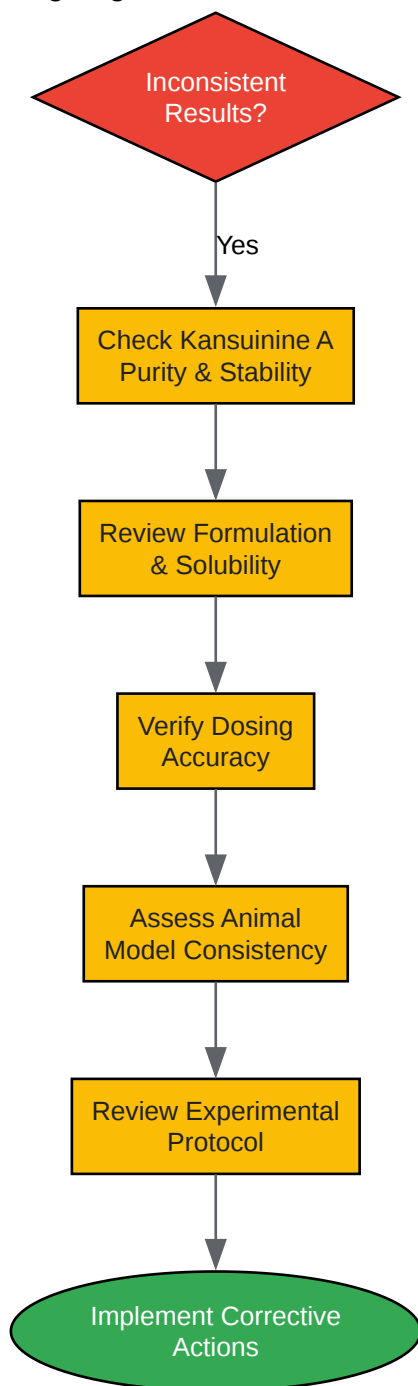 Inconsistent
Results?
Yes
Check Kansuinine A
Purity & Stability
Review Formulation
& Solubility
Verify Dosing
Accuracy
Assess Animal
Model Consistency
Review Experimental
Protocol
Implement Corrective
Actions